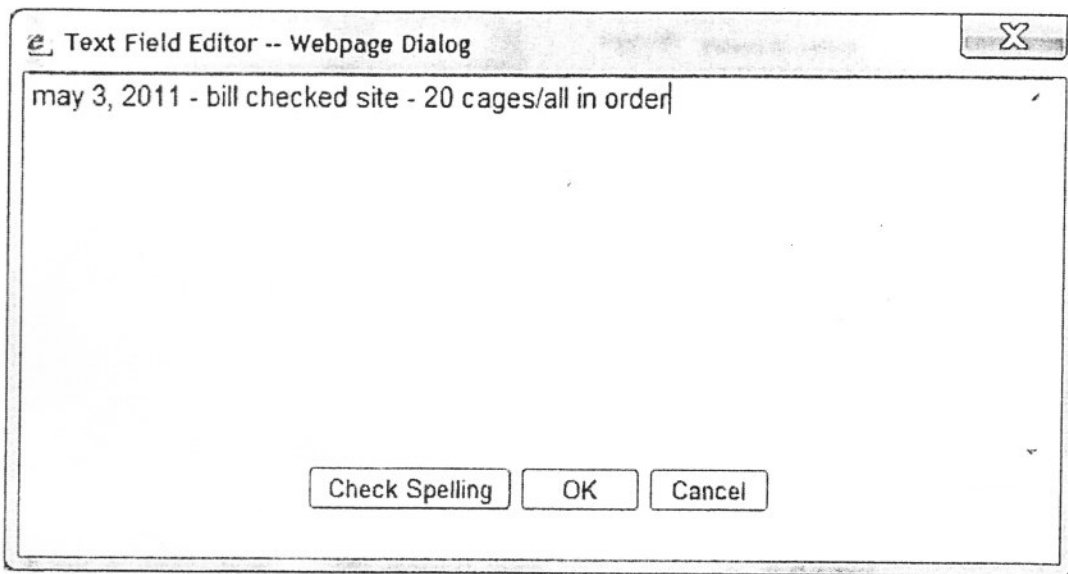 Text Field Editor -- Webpage Dialog
may 3, 2011 - bill checked site - 20 cages/all in order
Check Spelling OK Cancel